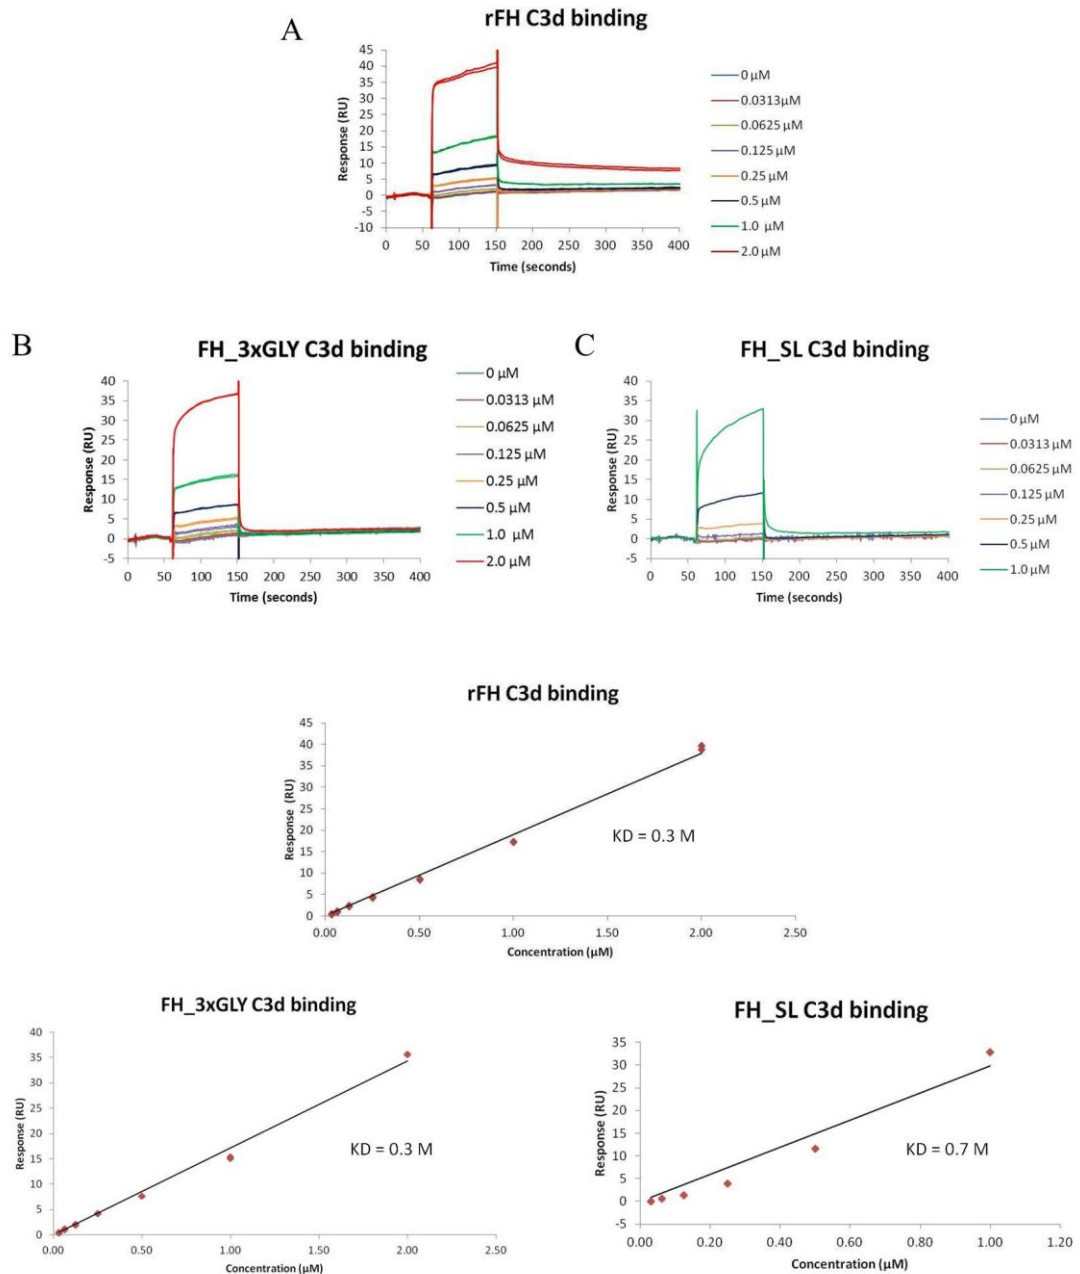 A
rFH C3d binding
Response (RU)
45
40
35
30
25
20
15
10
5
0
-5
-10
0 50 100 150 200 250 300 350 400
Time (seconds)
0 µM
0.0313µM
0.0625 µM
0.125 µM
0.25 µM
0.5 µM
1.0 µM
2.0 µM
B
FH_3xGLY C3d binding
Response (RU)
40
35
30
25
20
15
10
5
0
-5
0 50 100 150 200 250 300 350 400
Time (seconds)
0 µM
0.0313 µM
0.0625 µM
0.125 µM
0.25 µM
0.5 µM
1.0 µM
2.0 µM
C
FH_SL C3d binding
Response (RU)
40
35
30
25
20
15
10
5
0
-5
0 50 100 150 200 250 300 350 400
Time (seconds)
0 µM
0.0313 µM
0.0625 µM
0.125 µM
0.25 µM
0.5 µM
1.0 µM
rFH C3d binding
Response (RU)
45
40
35
30
25
20
15
10
5
0
0.00 0.50 1.00 1.50 2.00 2.50
Concentration (µM)
KD = 0.3 M
FH_3xGLY C3d binding
Response (RU)
40
35
30
25
20
15
10
5
0
0.00 0.50 1.00 1.50 2.00 2.50
Concentration (µM)
KD = 0.3 M
FH_SL C3d binding
Response (RU)
35
30
25
20
15
10
5
0
-5
0.00 0.20 0.40 0.60 0.80 1.00 1.20
Concentration (µM)
KD = 0.7 M